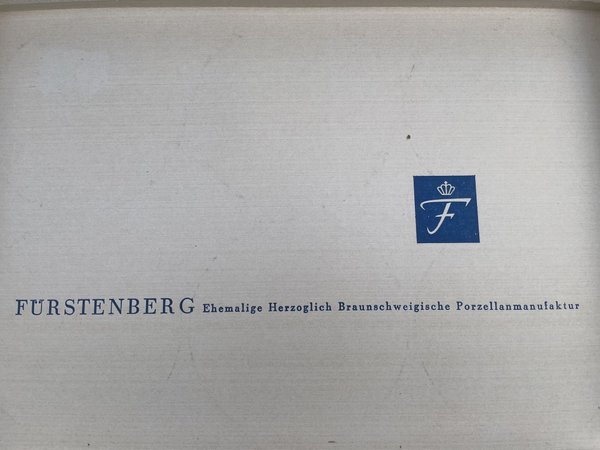 F
FÜRSTENBERG Ehemalige Herzoglich Braunschweigische Porzellanmanufaktur